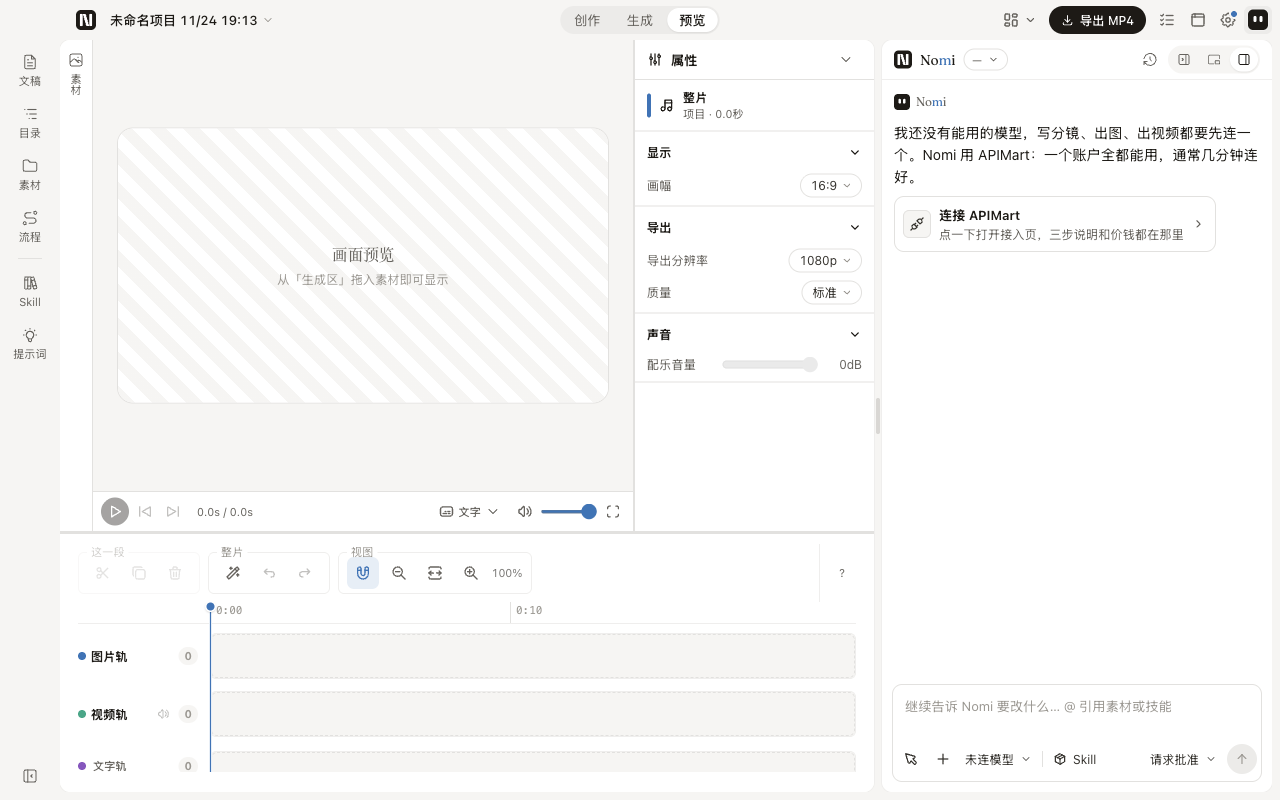 未命名项目 11/24 19:13
创作
生成
预览
导出 MP4
文稿
目录
素材
流程
Skill
提示词
素材
画面预览
从「生成区」拖入素材即可显示
0.0s / 0.0s
文字
属性
整片
项目 · 0.0秒
显示
画幅
16:9
导出
导出分辨率
1080p
质量
标准
声音
配乐音量
0dB
这一段
整片
视图
100%
?
0:00
0:10
图片轨
0
视频轨
0
文字轨
0
Nomi
—
Nomi
我还没有能用的模型，写分镜、出图、出视频都要先连一
个。Nomi 用 APIMart：一个账户全都能用，通常几分钟连
好。
连接 APIMart
点一下打开接入页，三步说明和价钱都在那里
继续告诉 Nomi 要改什么... @ 引用素材或技能
未连模型
Skill
请求批准